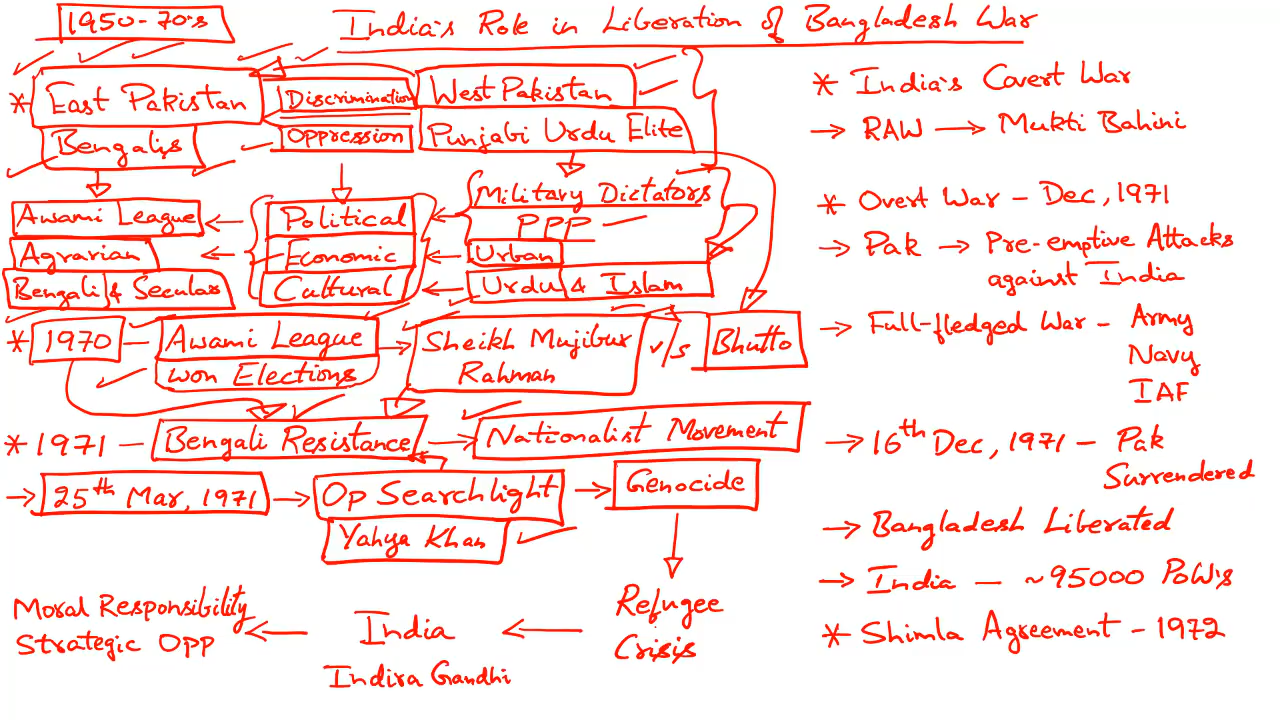 1950-70's
India's Role in Liberation of Bangladesh War
* East Pakistan
Discrimination
West Pakistan
Bengalis
Oppression
Punjabi Urdu Elite
Awami League
Political
Military Dictators
PPP
Agrarian
Economic
Urban
Bengali & Secular
Cultural
Urdu & Islam
* 1970 - Awami League
won Elections
→ Sheikh Mujibur
Rahman
v/s
Bhutto
* 1971 - Bengali Resistance → Nationalist Movement
→ 25th Mar, 1971 → Op Searchlight → Genocide
Yahya Khan
Refugee
Crisis
India
Indira Gandhi
Moral Responsibility
Strategic Opp
* India's Covert War
→ RAW → Mukti Bahini
* Overt War - Dec, 1971
→ Pak → Pre-emptive Attacks
against India
→ Full-fledged War - Army
Navy
IAF
→ 16th Dec, 1971 - Pak
Surrendered
→ Bangladesh Liberated
→ India - ~95000 PoW's
* Shimla Agreement - 1972